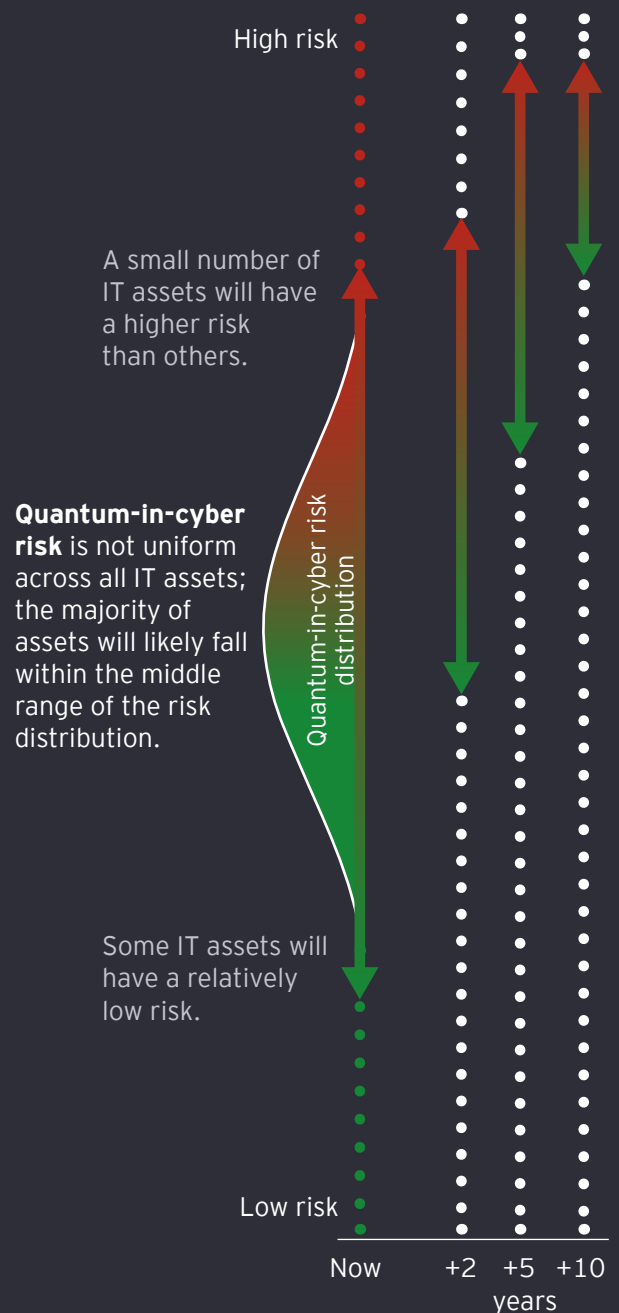 High risk
A small number of
IT assets will have
a higher risk
than others.
Quantum-in-cyber
risk is not uniform
across all IT assets;
the majority of
assets will likely fall
within the middle
range of the risk
distribution.
Quantum-in-cyber risk
distribution
Some IT assets will
have a relatively
low risk.
Low risk
Now +2 +5 +10
years